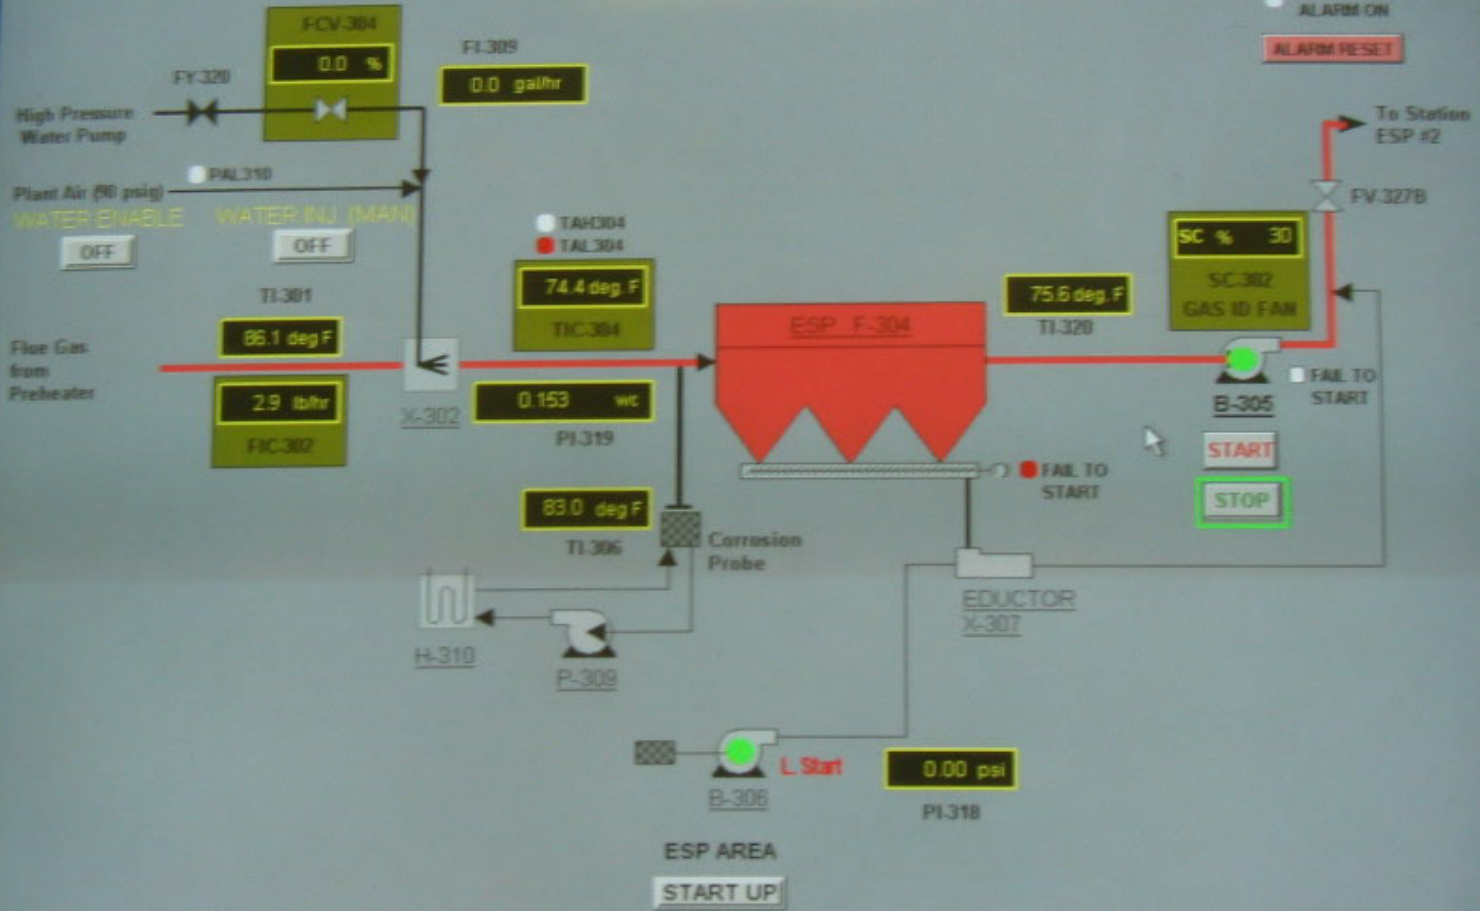 FCV-304
0.0 %
FI-309
0.0 gal/hr
FY-320
High Pressure
Water Pump
PAL310
Plant Air (90 psig)
WATER ENABLE
OFF
WATER INJ. (MAN)
OFF
ALARM ON
ALARM RESET
To Station
ESP #2
FV-327B
TAH304
TAL304
74.4 deg. F
TIC-304
TI-301
86.1 deg F
Flue Gas
from
Preheater
2.9 lb/hr
FIC-302
X-302
0.153 wc
PI-319
ESP F-304
75.6 deg. F
TI-320
SC % 30
SC-302
GAS ID FAN
B-305
FAIL TO
START
START
STOP
FAIL TO
START
83.0 deg F
TI-306
Corrosion
Probe
H-310
P-309
EDUCTOR
X-307
L. Start
B-306
0.00 psi
PI-318
ESP AREA
START UP